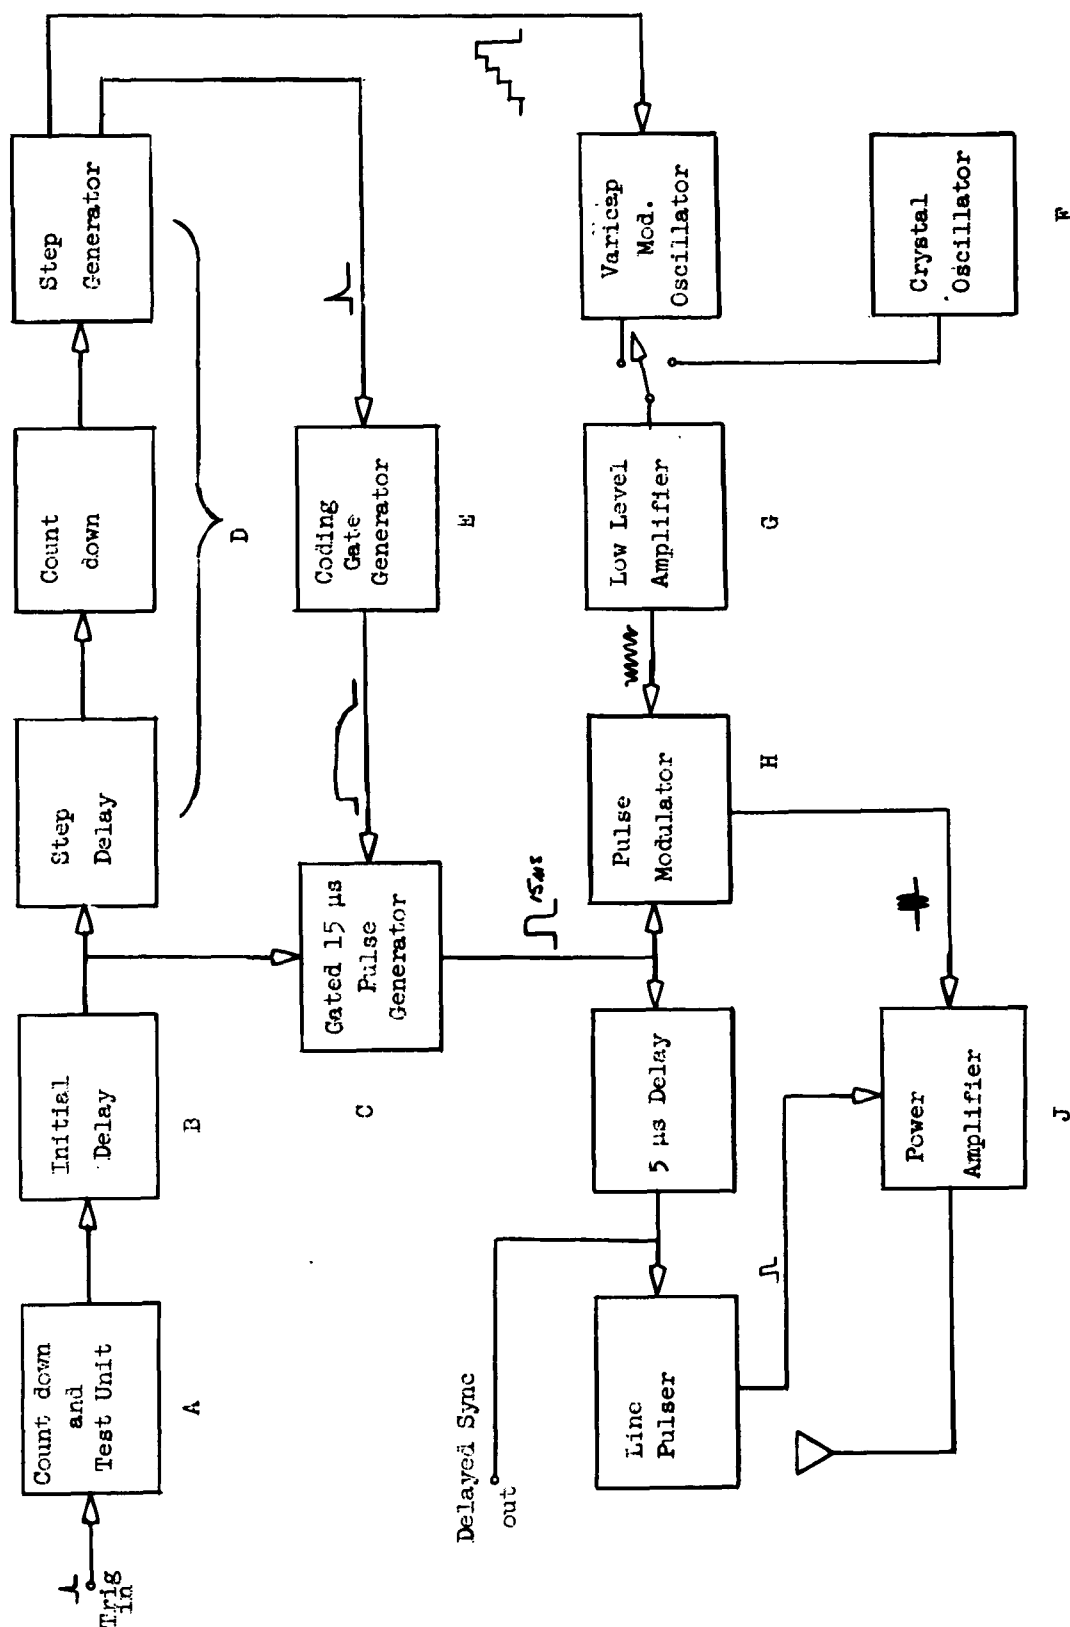 Trig
in
Count down
and
Test Unit
A
Initial
Delay
B
Step
Delay
Count
down
Step
Generator
D
Gated 15 µs
Pulse
Generator
C
Coding
Gate
Generator
E
15µs
Delayed Sync
out
Line
Pulser
5 µs Delay
Pulse
Modulator
H
Low Level
Amplifier
G
Varicap
Mod.
Oscillator
Crystal
Oscillator
F
Power
Amplifier
J